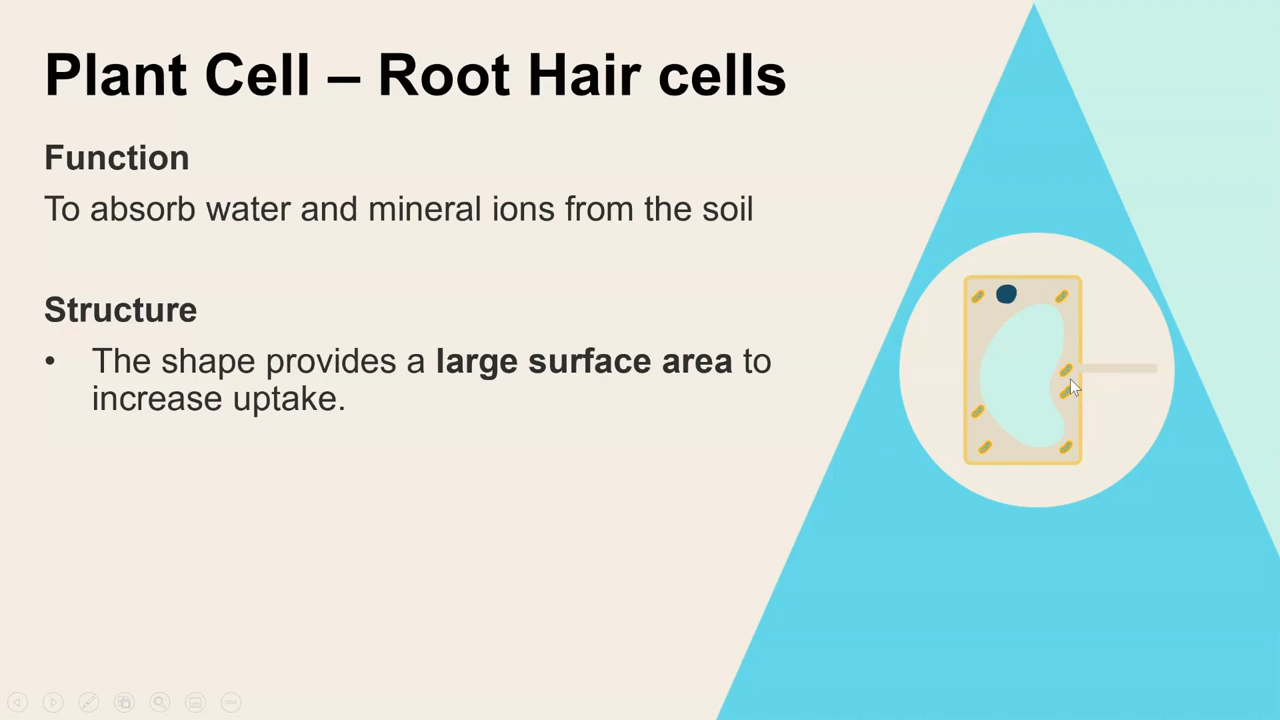 Plant Cell – Root Hair cells
Function
To absorb water and mineral ions from the soil
Structure
• The shape provides a large surface area to
increase uptake.